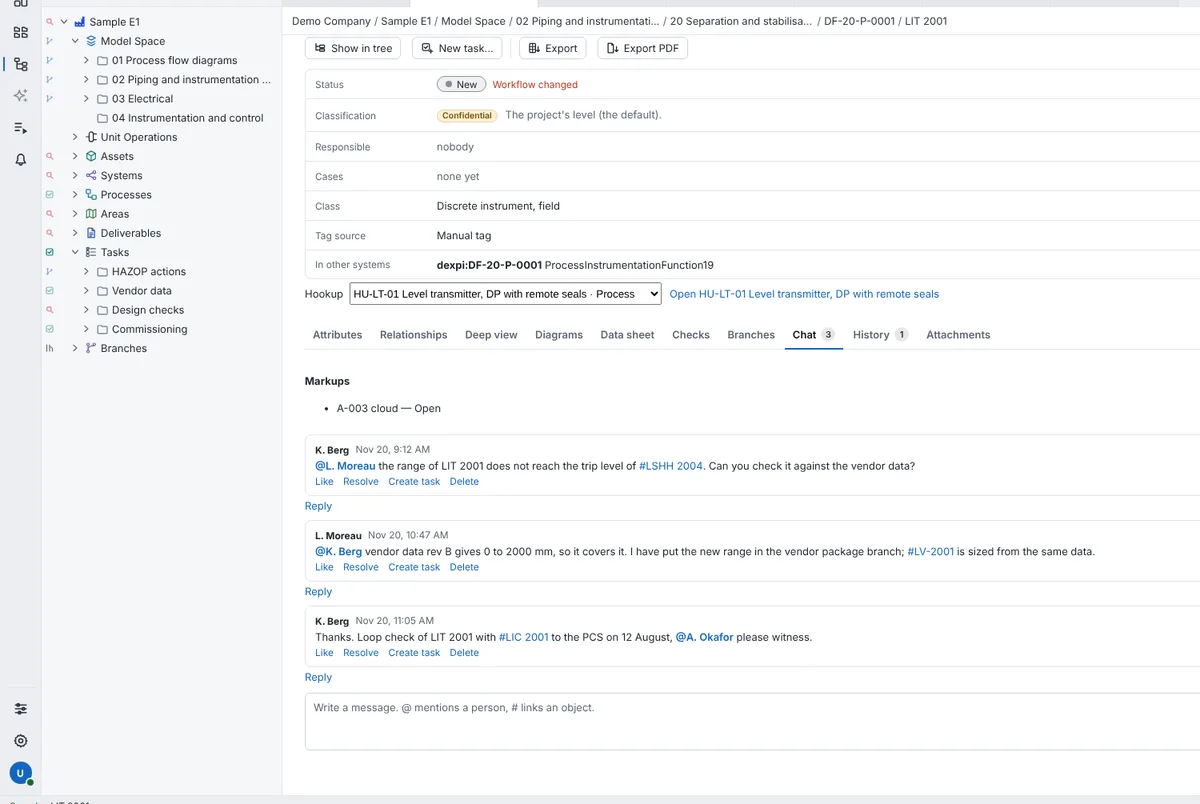 Sample E1
Model Space
01 Process flow diagrams
02 Piping and instrumentation ...
03 Electrical
04 Instrumentation and control
Unit Operations
Assets
Systems
Processes
Areas
Deliverables
Tasks
HAZOP actions
Vendor data
Design checks
Commissioning
Branches
U
Demo Company / Sample E1 / Model Space / 02 Piping and instrumentati... / 20 Separation and stabilisa... / DF-20-P-0001 / LIT 2001
Show in tree New task... Export Export PDF
Status New Workflow changed
Classification Confidential The project's level (the default).
Responsible nobody
Cases none yet
Class Discrete instrument, field
Tag source Manual tag
In other systems dexpi:DF-20-P-0001 ProcessInstrumentationFunction19
Hookup HU-LT-01 Level transmitter, DP with remote seals · Process Open HU-LT-01 Level transmitter, DP with remote seals
Attributes Relationships Deep view Diagrams Data sheet Checks Branches Chat 3 History 1 Attachments
Markups
• A-003 cloud — Open
K. Berg Nov 20, 9:12 AM
@L. Moreau the range of LIT 2001 does not reach the trip level of #LSHH 2004. Can you check it against the vendor data?
Like Resolve Create task Delete
Reply
L. Moreau Nov 20, 10:47 AM
@K. Berg vendor data rev B gives 0 to 2000 mm, so it covers it. I have put the new range in the vendor package branch; #LV-2001 is sized from the same data.
Like Resolve Create task Delete
Reply
K. Berg Nov 20, 11:05 AM
Thanks. Loop check of LIT 2001 with #LIC 2001 to the PCS on 12 August, @A. Okafor please witness.
Like Resolve Create task Delete
Reply
Write a message. @ mentions a person, # links an object.